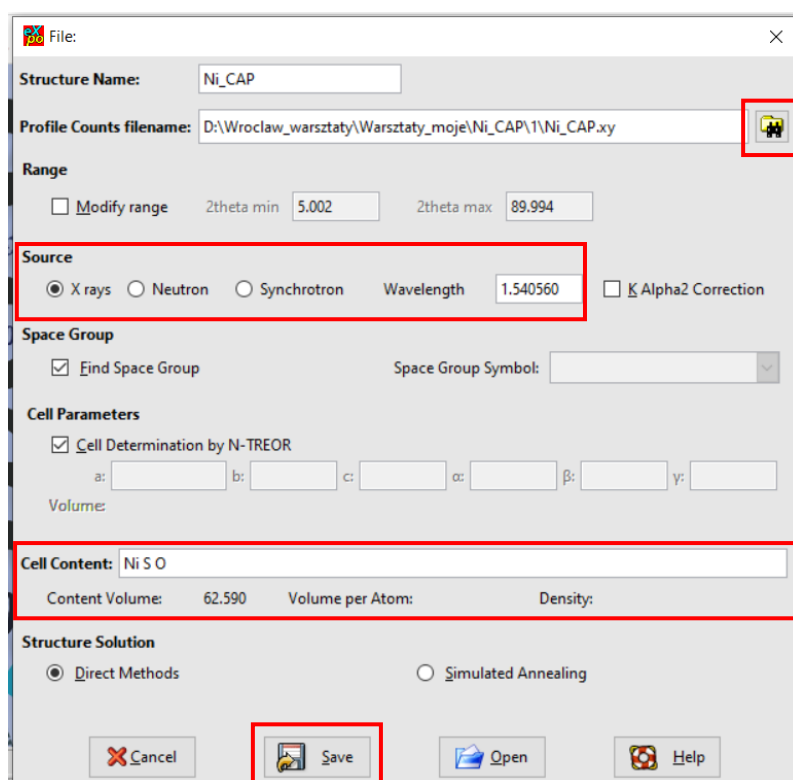 eXpo File:
Structure Name: Ni_CAP
Profile Counts filename: D:\Wroclaw_warsztaty\Warsztaty_moje\Ni_CAP\1\Ni_CAP.xy
Range
Modify range 2theta min 5.002 2theta max 89.994
Source
X rays Neutron Synchrotron Wavelength 1.540560 K Alpha2 Correction
Space Group
Find Space Group Space Group Symbol:
Cell Parameters
Cell Determination by N-TREOR
a: b: c: α: β: γ:
Volume:
Cell Content: Ni S O
Content Volume: 62.590 Volume per Atom: Density:
Structure Solution
Direct Methods Simulated Annealing
Cancel Save Open Help